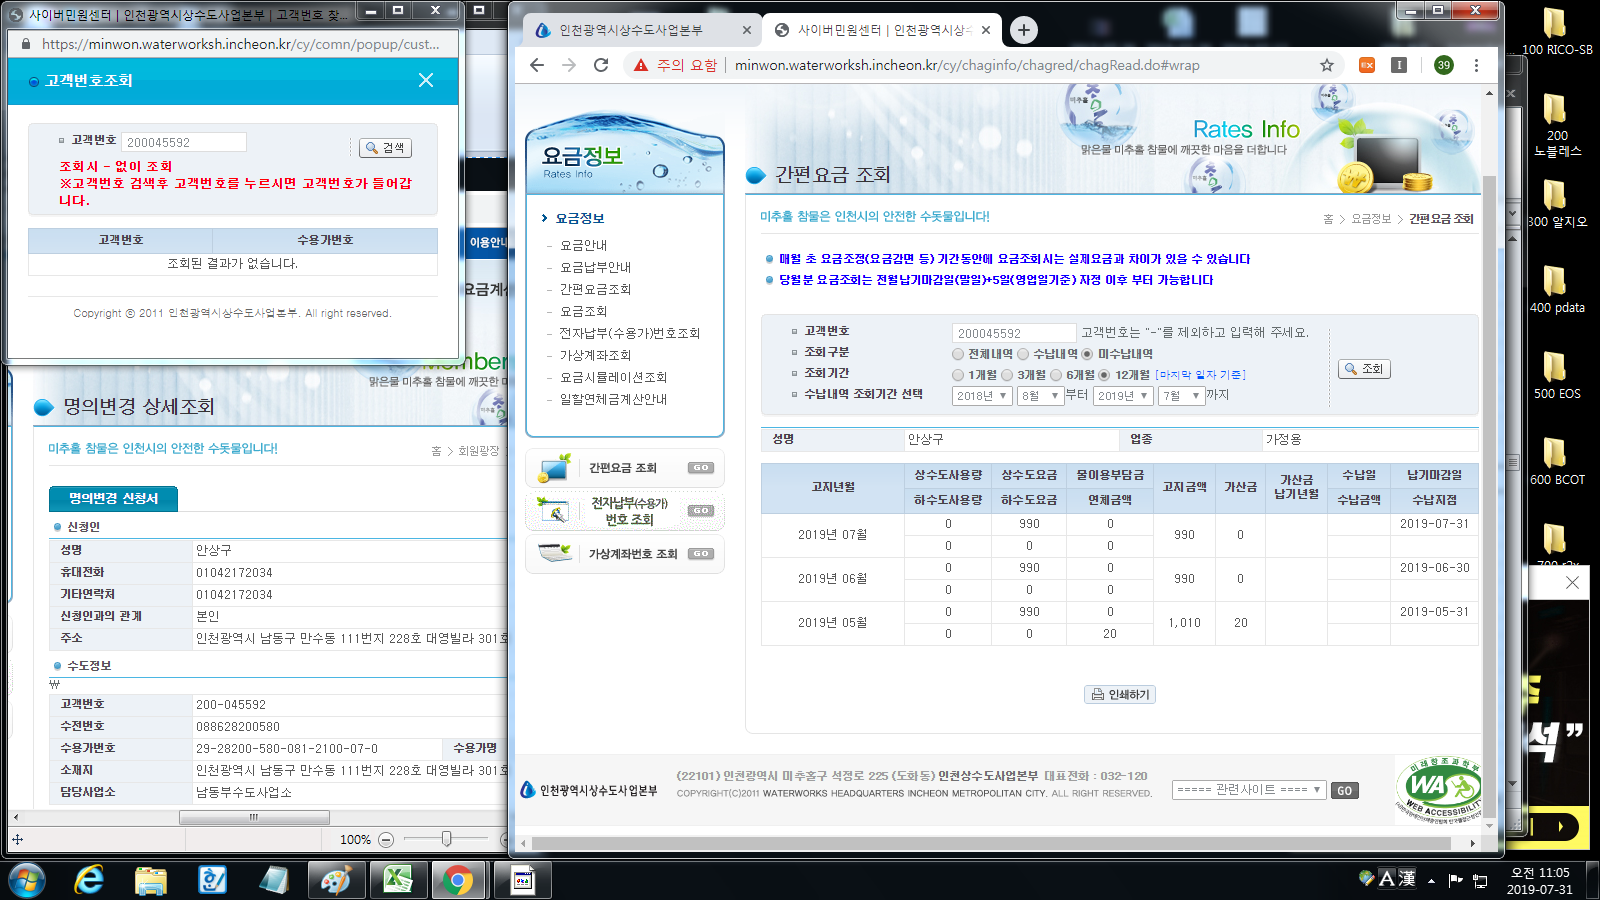 사이버민원센터 | 인천광역시상수도사업본부 | 고객번호 찾...
https://minwon.waterworksh.incheon.kr/cy/comn/popup/cust...
고객번호조회
고객번호 200045592 검색
조회시 - 없이 조회
※고객번호 검색후 고객번호를 누르시면 고객번호가 들어갑
니다.
고객번호 수용가번호
조회된 결과가 없습니다.
Copyright ⓒ 2011 인천광역시상수도사업본부. All right reserved.
이용안내
요금계산
Member
맑은물 미추홀 참물에 깨끗한 마
명의변경 상세조회
미추홀 참물은 인천시의 안전한 수돗물입니다!
홈 > 회원광장
명의변경 신청서
신청인
성명 안상구
휴대전화 01042172034
기타연락처 01042172034
신청인과의 관계 본인
주소 인천광역시 남동구 만수동 111번지 228호 대영빌라 301호
수도정보
₩
고객번호 200-045592
수전번호 088628200580
수용가번호 29-28200-580-081-2100-07-0 수용가명
소재지 인천광역시 남동구 만수동 111번지 228호 대영빌라 301호
담당사업소 남동부수도사업소
100%
인천광역시상수도사업본부
사이버민원센터 | 인천광역시상수
주의 요함 | minwon.waterworksh.incheon.kr/cy/chaginfo/chagred/chagRead.do#wrap
39
요금정보
Rates Info
요금정보
- 요금안내
- 요금납부안내
- 간편요금조회
- 요금조회
- 전자납부(수용가)번호조회
- 가상계좌조회
- 요금시뮬레이션조회
- 일할연체금계산안내
간편요금 조회 GO
전자납부(수용가)
번호 조회 GO
가상계좌번호 조회 GO
미추홀
Rates Info
맑은물 미추홀 참물에 깨끗한 마음을 더합니다
간편요금 조회
미추홀 참물은 인천시의 안전한 수돗물입니다!
홈 > 요금정보 > 간편요금 조회
매월 초 요금조정(요금감면 등) 기간동안에 요금조회시는 실제요금과 차이가 있을 수 있습니다
당월분 요금조회는 전월납기마감일(말일)+5일(영업일기준) 자정 이후 부터 가능합니다
고객번호 200045592 고객번호는 "-"를 제외하고 입력해 주세요.
조회구분 전체내역 수납내역 미수납내역
조회기간 1개월 3개월 6개월 12개월 [마지막 일자 기준]
수납내역 조회기간 선택 2018년 8월 부터 2019년 7월 까지
조회
성명 안상구 업종 가정용
고지년월 상수도사용량 상수도요금 물이용부담금 고지금액 가산금 가산금 납기년월 수납일 납기마감일
하수도사용량 하수도요금 연체금액 수납금액 수납지점
2019년 07월 0 990 0 990 0 2019-07-31
0 0 0
2019년 06월 0 990 0 990 0 2019-06-30
0 0 0
2019년 05월 0 990 0 1,010 20 2019-05-31
0 0 20
인쇄하기
인천광역시상수도사업본부
(22101) 인천광역시 미추홀구 석정로 225 (도화동) 인천상수도사업본부 대표전화 : 032-120
COPYRIGHT(C)2011 WATERWORKS HEADQUARTERS INCHEON METROPOLITAN CITY. ALL RIGHT RESERVED.
===== 관련사이트 ==== GO
미래창조과학부
WA
WEB ACCESSIBILITY
100 RICO-SB
200
노블레스
300 알지오
400 pdata
500 EOS
600 BCOT
석"
A 漢
오전 11:05
2019-07-31